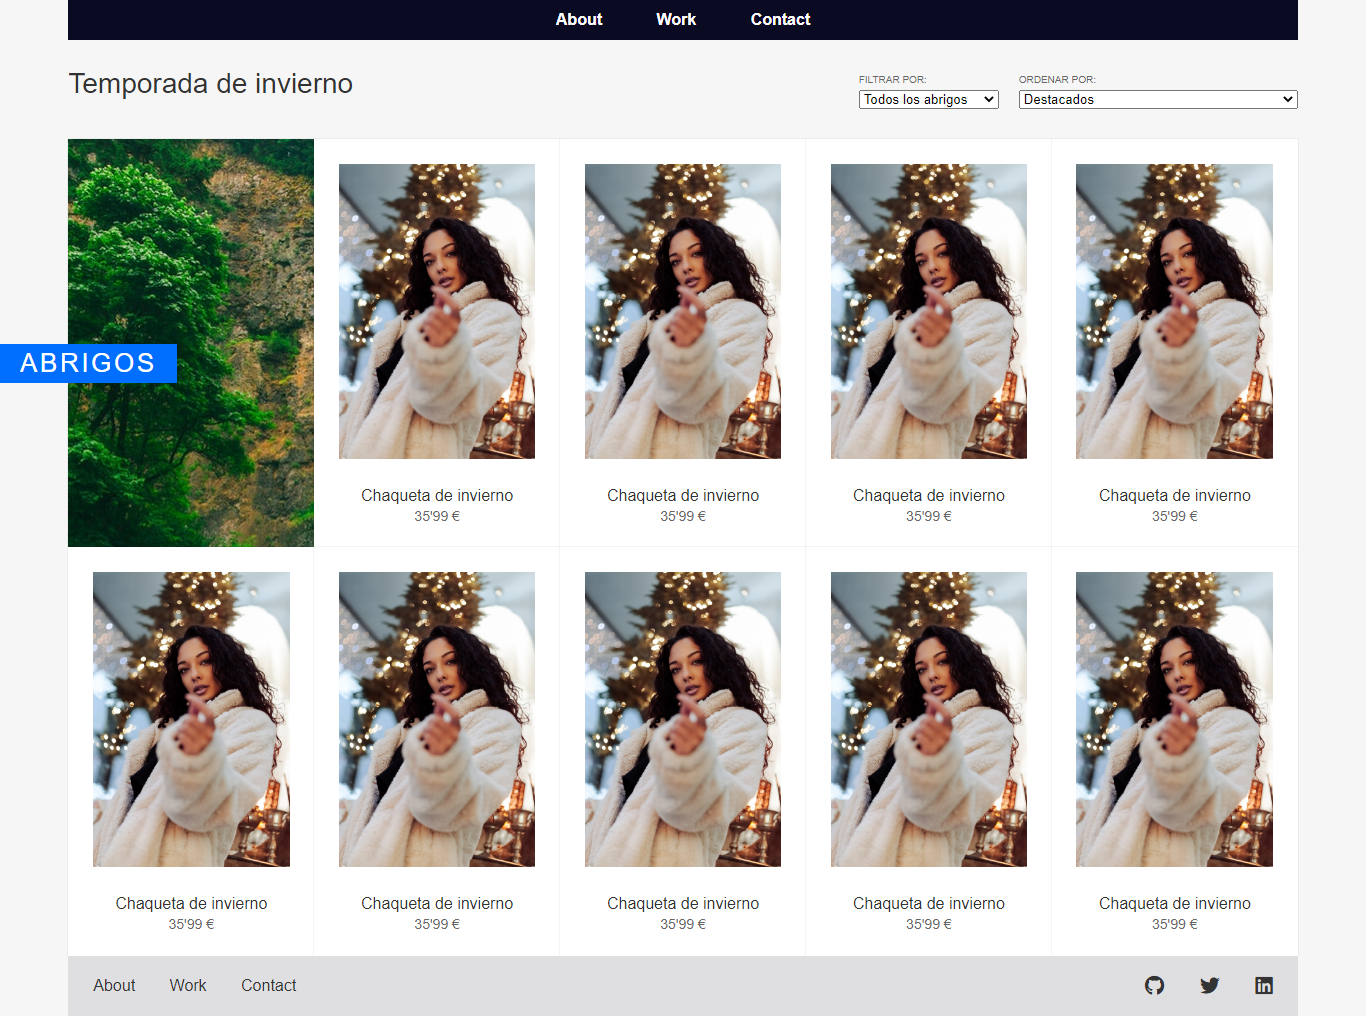 About Work Contact
Temporada de invierno
FILTRAR POR:
Todos los abrigos
ORDENAR POR:
Destacados
ABRIGOS
Chaqueta de invierno
35'99 €
Chaqueta de invierno
35'99 €
Chaqueta de invierno
35'99 €
Chaqueta de invierno
35'99 €
Chaqueta de invierno
35'99 €
Chaqueta de invierno
35'99 €
Chaqueta de invierno
35'99 €
Chaqueta de invierno
35'99 €
Chaqueta de invierno
35'99 €
About Work Contact
in